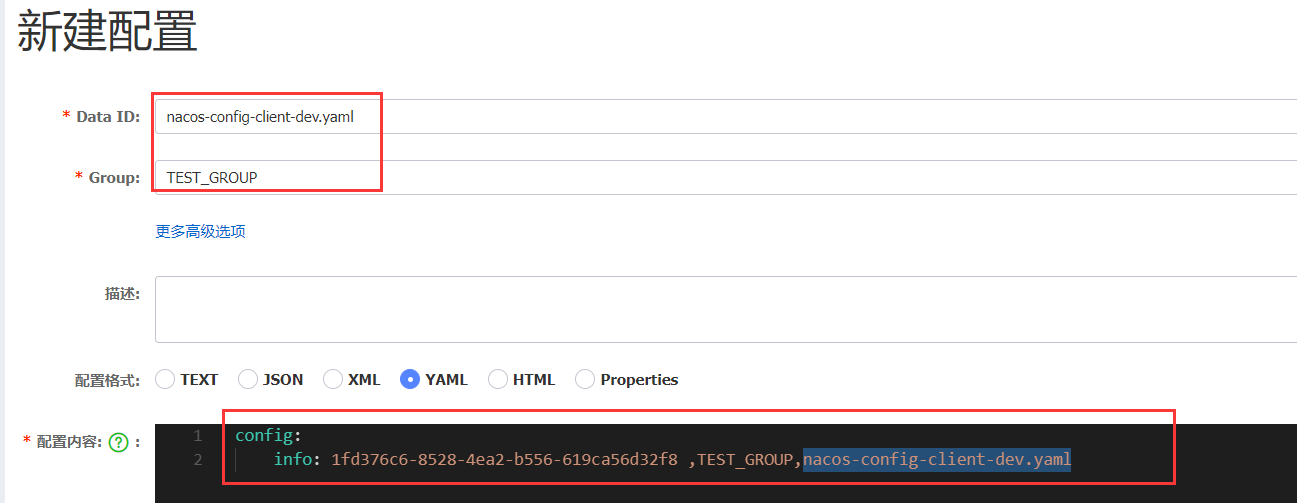 新建配置
* Data ID: nacos-config-client-dev.yaml
* Group: TEST_GROUP
更多高级选项
描述:
配置格式: TEXT JSON XML YAML HTML Properties
* 配置内容: ? :
1 config:
2 info: 1fd376c6-8528-4ea2-b556-619ca56d32f8 ,TEST_GROUP,nacos-config-client-dev.yaml